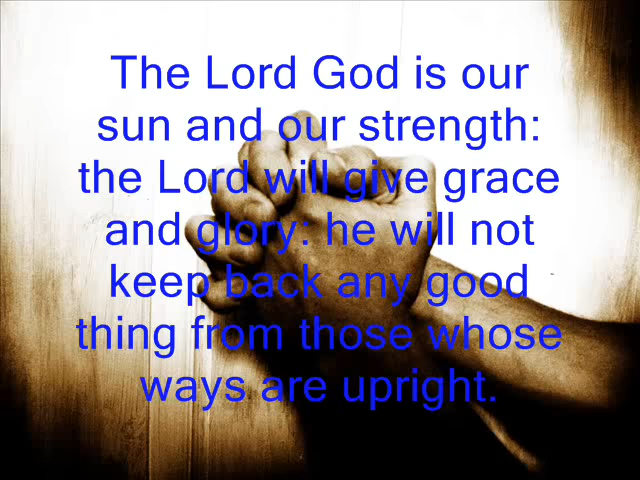 The Lord God is our
sun and our strength:
the Lord will give grace
and glory: he will not
keep back any good
thing from those whose
ways are upright.